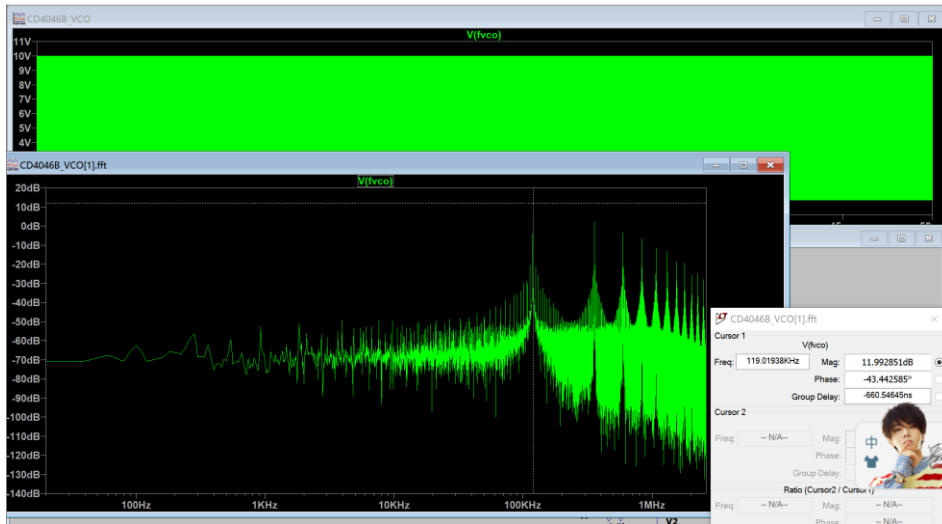 CD4046B_VCO
V(fvco)
11V
10V
9V
8V
7V
6V
5V
4V
CD4046B_VCO[1].fft
V(fvco)
20dB
10dB
0dB
-10dB
-20dB
-30dB
-40dB
-50dB
-60dB
-70dB
-80dB
-90dB
-100dB
-110dB
-120dB
-130dB
-140dB
100Hz 1KHz 10KHz 100KHz 1MHz
CD4046B_VCO[1].fft
Cursor 1
V(fvco)
Freq: 119.01938KHz Mag: 11.992851dB
Phase: -43.442585°
Group Delay: -660.54645ns
Cursor 2
Freq: -- N/A-- Mag:
Phase:
Group Delay:
中
Ratio (Cursor2 / Cursor1)
Freq: -- N/A-- Mag: -- N/A--
Phase: -- N/A--
V2